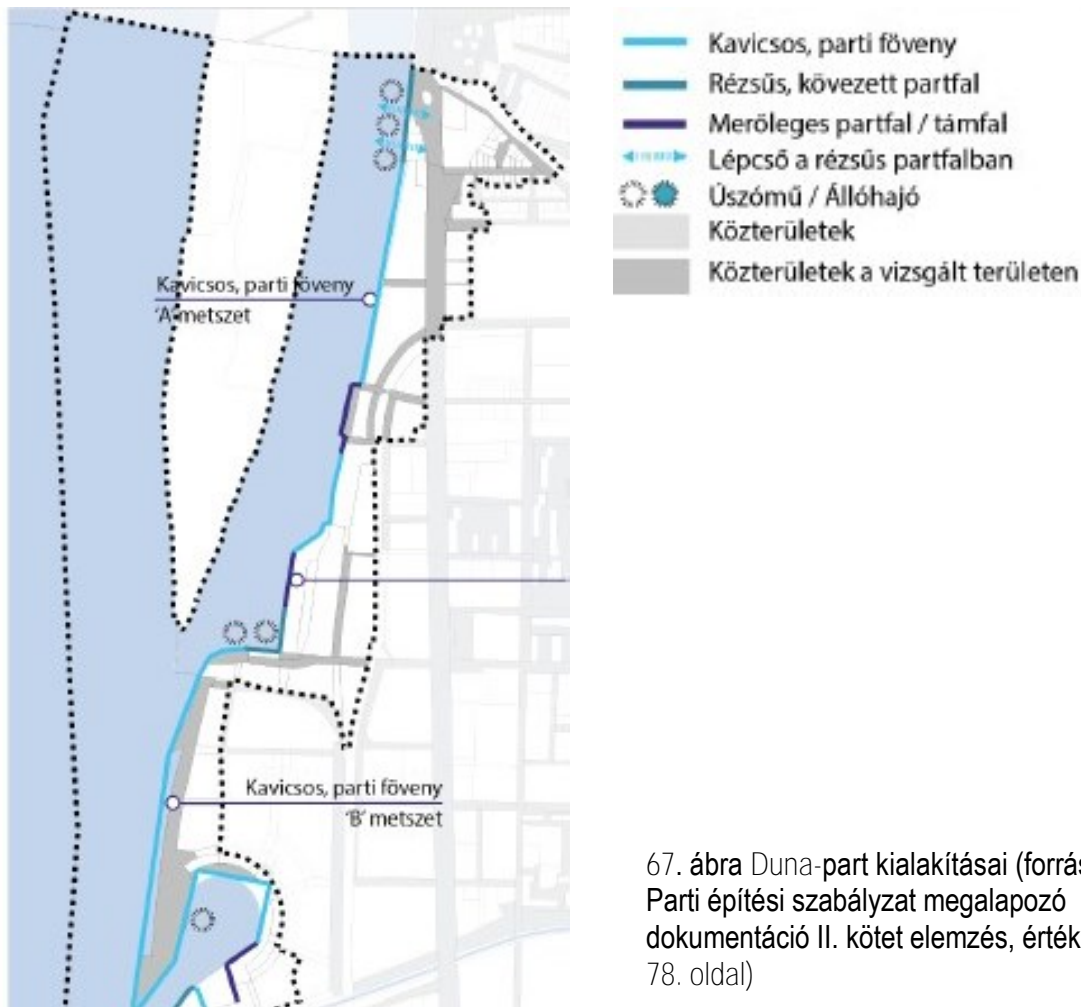 Kavicsos, parti föveny
Rézsűs, kövezett partfal
Merőleges partfal / támfal
Lépcső a rézsűs partfalban
Úszómű / Állóhajó
Közterületek
Közterületek a vizsgált területen
Kavicsos, parti föveny
'A' metszet
Kavicsos, parti föveny
'B' metszet
67. ábra Duna-part kialakításai (forrás
Parti építési szabályzat megalapozó
dokumentáció II. kötet elemzés, érték
78. oldal)